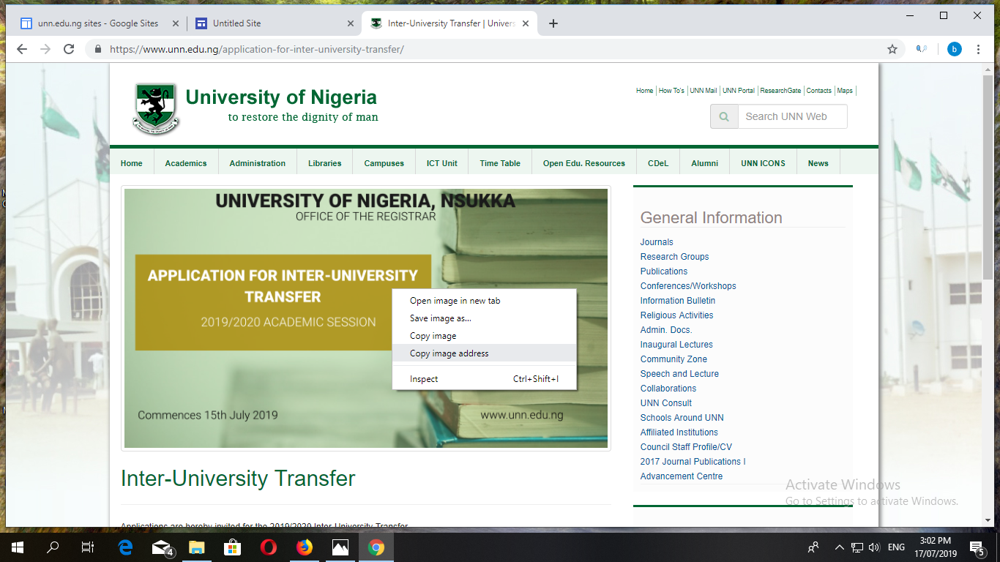 unn.edu.ng sites - Google Sites
Untitled Site
Inter-University Transfer | Univers
https://www.unn.edu.ng/application-for-inter-university-transfer/
b
University of Nigeria
to restore the dignity of man
Home How To's UNN Mail UNN Portal ResearchGate Contacts Maps
Search UNN Web
Home Academics Administration Libraries Campuses ICT Unit Time Table Open Edu. Resources CDeL Alumni UNN ICONS News
UNIVERSITY OF NIGERIA, NSUKKA
OFFICE OF THE REGISTRAR
APPLICATION FOR INTER-UNIVERSITY
TRANSFER
2019/2020 ACADEMIC SESSION
Commences 15th July 2019
www.unn.edu.ng
Open image in new tab
Save image as...
Copy image
Copy image address
Inspect Ctrl+Shift+I
Inter-University Transfer
Applications are hereby invited for the 2019/2020 Inter-University Transfer
General Information
Journals
Research Groups
Publications
Conferences/Workshops
Information Bulletin
Religious Activities
Admin. Docs.
Inaugural Lectures
Community Zone
Speech and Lecture
Collaborations
UNN Consult
Schools Around UNN
Affiliated Institutions
Council Staff Profile/CV
2017 Journal Publications I
Advancement Centre
Activate Windows
Go to Settings to activate Windows.
4
ENG
3:02 PM
17/07/2019
5